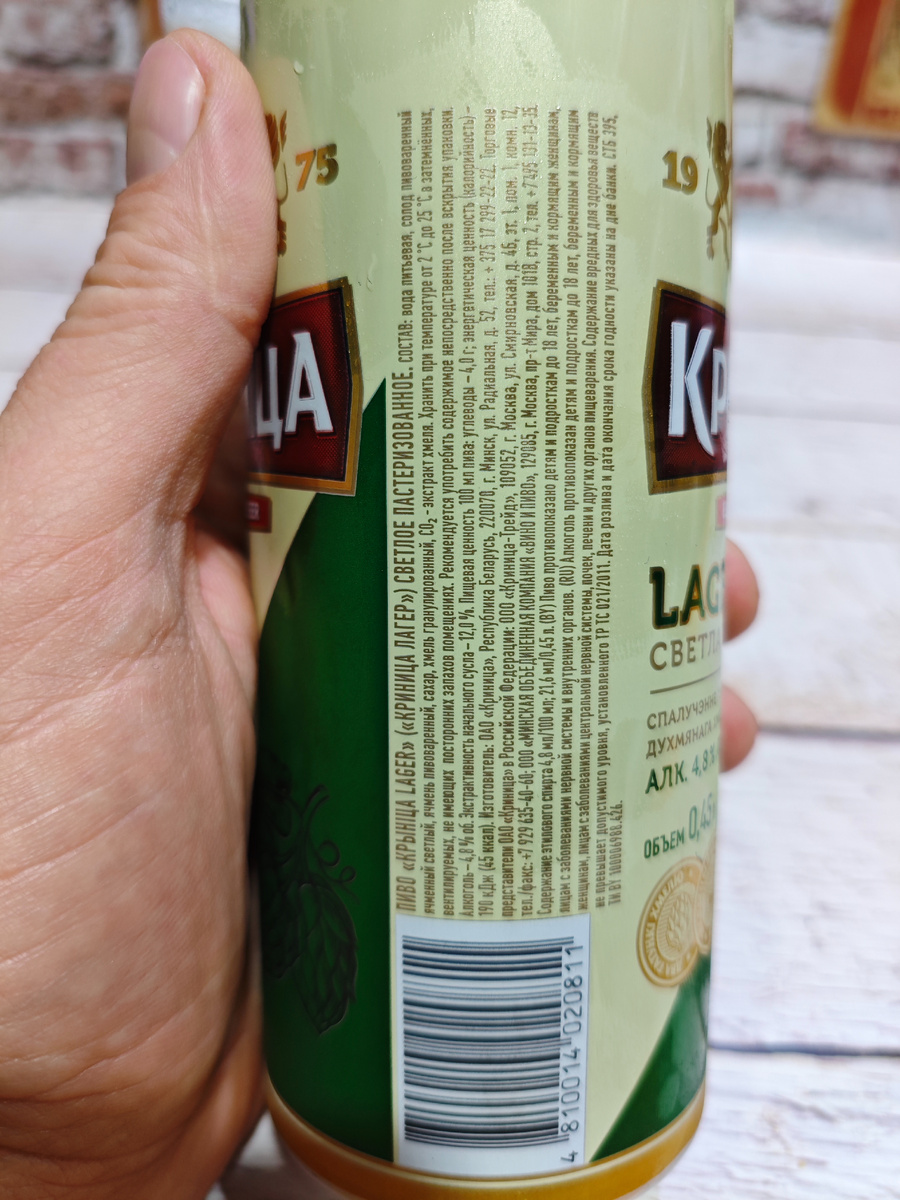 75
ЦА
ПИВО «КРЫНІЦА LAGER» («КРИНИЦА ЛАГЕР») СВЕТЛОЕ ПАСТЕРИЗОВАННОЕ. СОСТАВ: вода питьевая, солод пивоваренный
ячменный светлый, ячмень пивоваренный, сахар, хмель гранулированный, CO₂ - экстракт хмеля. Хранить при температуре от 2 °С до 25 °С в затемнённых,
вентилируемых, не имеющих посторонних запахов помещениях. Рекомендуется употребить содержимое непосредственно после вскрытия упаковки.
Алкоголь – 4,8 % об. Экстрактивность начального сусла – 12,0 %. Пищевая ценность 100 мл пива: углеводы – 4,0 г; энергетическая ценность (калорийность) –
190 кДж (45 ккал). Изготовитель: ОАО «Криница», Республика Беларусь, 220070, г. Минск, ул. Радиальная, д. 52, тел.: + 375 17 299-22-22. Торговые
представители ОАО «Криница» в Российской Федерации: ООО «Криница-Трейд», 109052, г. Москва, ул. Смирновская, д. 4б, эт. 1, пом. 1, комн. 12,
тел./факс: +7 929 635-40-60; ООО «МИНСКАЯ ОБЪЕДИНЕННАЯ КОМПАНИЯ «ВИНО И ПИВО», 129085, г. Москва, пр-т Мира, дом 101В, стр. 2, тел. +7 495 131-13-35.
Содержание этилового спирта 4,8 мл/100 мл; 21,6 мл/0,45 л. (BY) Пиво противопоказано детям и подросткам до 18 лет, беременным и кормящим женщинам,
лицам с заболеваниями нервной системы и внутренних органов. (RU) Алкоголь противопоказан детям и подросткам до 18 лет, беременным и кормящим
женщинам, лицам с заболеваниями центральной нервной системы, почек, печени и других органов пищеварения. Содержание вредных для здоровья веществ
не превышает допустимого уровня, установленного ТР ТС 021/2011. Дата розлива и дата окончания срока годности указаны на дне банки. СТБ 395,
ТИ BY 100006988.426.
4 810014 020811
19
КР
LAG
СВЕТЛА
СПАЛУЧЭННЕ
ДУХМЯНАГА
АЛК. 4,8%
ОБЪЕМ 0,45